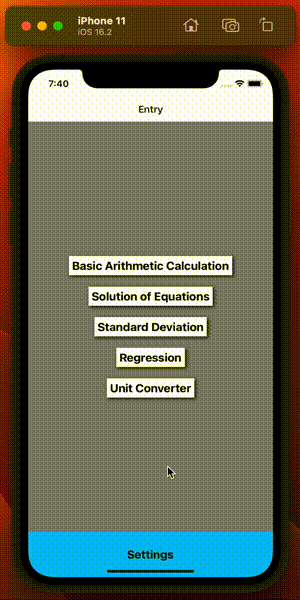 iPhone 11
iOS 16.2
7:40
Entry
Basic Arithmetic Calculation
Solution of Equations
Standard Deviation
Regression
Unit Converter
Settings